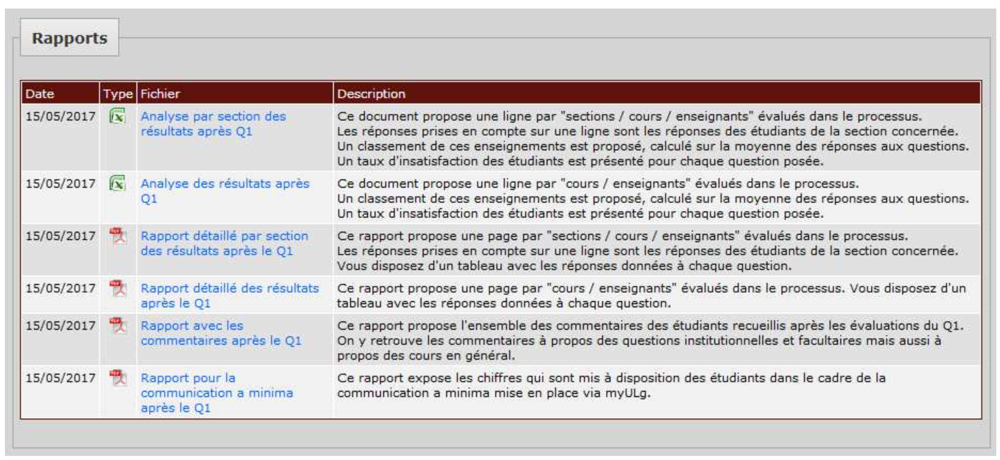 Rapports
Date Type Fichier Description
15/05/2017 Analyse par section des résultats après Q1
Ce document propose une ligne par "sections / cours / enseignants" évalués dans le processus.
Les réponses prises en compte sur une ligne sont les réponses des étudiants de la section concernée.
Un classement de ces enseignements est proposé, calculé sur la moyenne des réponses aux questions.
Un taux d'insatisfaction des étudiants est présenté pour chaque question posée.
15/05/2017 Analyse des résultats après
Q1
Ce document propose une ligne par "cours / enseignants" évalués dans le processus.
Un classement de ces enseignements est proposé, calculé sur la moyenne des réponses aux questions.
Un taux d'insatisfaction des étudiants est présenté pour chaque question posée.
15/05/2017 Rapport détaillé par section
des résultats après le Q1
Ce rapport propose une page par "sections / cours / enseignants" évalués dans le processus.
Les réponses prises en compte sur une ligne sont les réponses des étudiants de la section concernée.
Vous disposez d'un tableau avec les réponses données à chaque question.
15/05/2017 Rapport détaillé des résultats
après le Q1
Ce rapport propose une page par "cours / enseignants" évalués dans le processus. Vous disposez d'un
tableau avec les réponses données à chaque question.
15/05/2017 Rapport avec les
commentaires après le Q1
Ce rapport propose l'ensemble des commentaires des étudiants recueillis après les évaluations du Q1.
On y retrouve les commentaires à propos des questions institutionnelles et facultaires mais aussi à
propos des cours en général.
15/05/2017 Rapport pour la
communication a minima
après le Q1
Ce rapport expose les chiffres qui sont mis à disposition des étudiants dans le cadre de la
communication a minima mise en place via myULg.